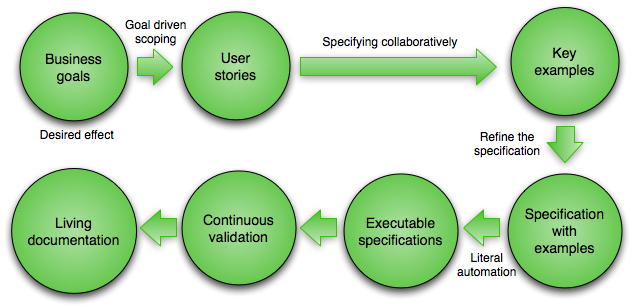 Goal driven
scoping
Business
goals
User
stories
Specifying collaboratively
Key
examples
Desired effect
Refine the
specification
Living
documentation
Continuous
validation
Executable
specifications
Literal
automation
Specification
with
examples